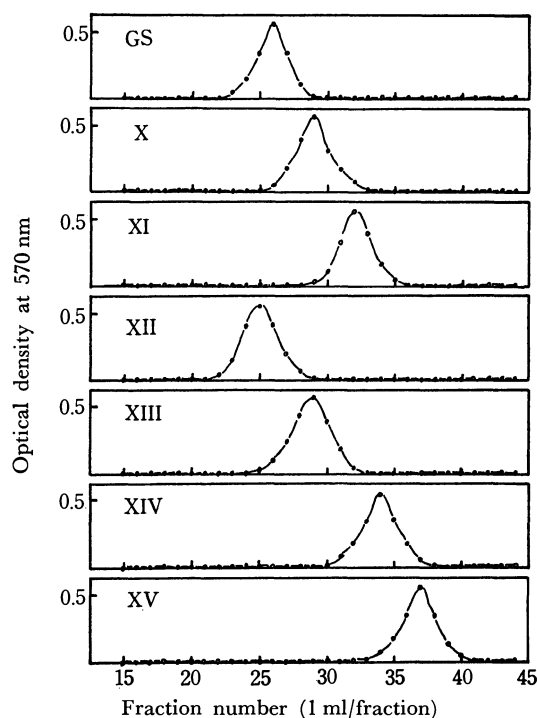 0.5
GS
0.5
X
0.5
XI
0.5
XII
0.5
XIII
0.5
XIV
0.5
XV
Optical density at 570 nm
15 20 25 30 35 40 45
Fraction number (1 ml/fraction)